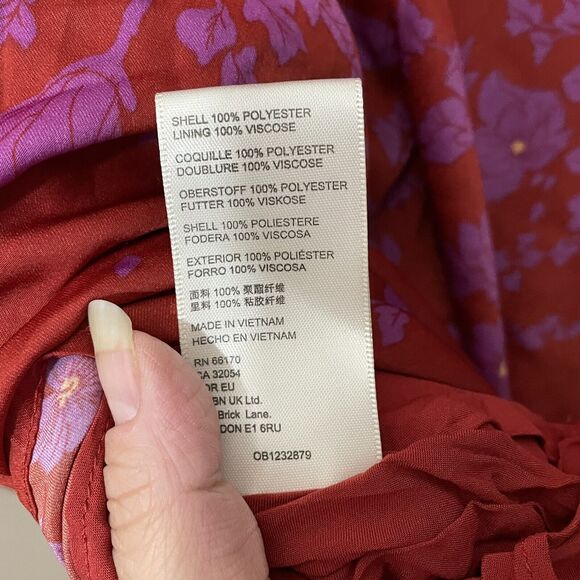 SHELL 100% POLYESTER
LINING 100% VISCOSE
COQUILLE 100% POLYESTER
DOUBLURE 100% VISCOSE
OBERSTOFF 100% POLYESTER
FUTTER 100% VISKOSE
SHELL 100% POLIESTERE
FODERA 100% VISCOSA
EXTERIOR 100% POLIÉSTER
FORRO 100% VISCOSA
面料 100% 聚酯纤维
里料 100% 粘胶纤维
MADE IN VIETNAM
HECHO EN VIETNAM
RN 66170
CA 32054
OR EU
BN UK Ltd.
Brick Lane.
DON E1 6RU
OB1232879